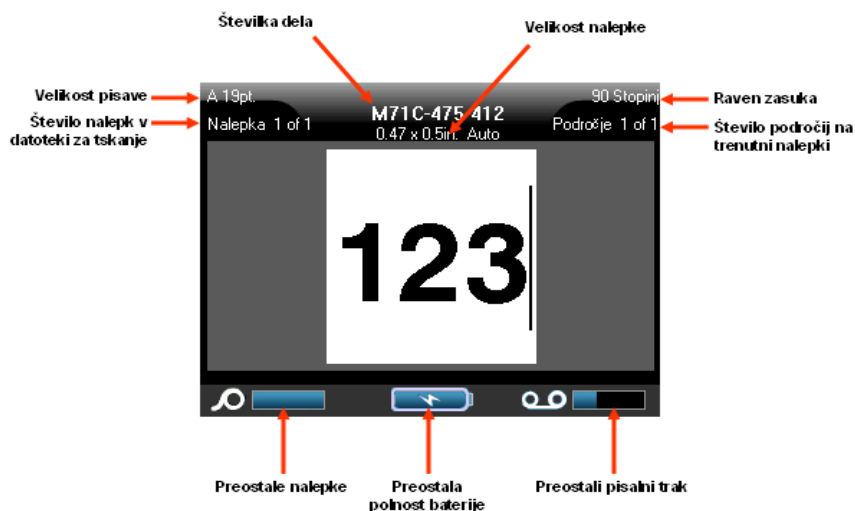 Številka dela
Velikost nalepke
Velikost pisave
Število nalepk v
datoteki za tskanje
A 19pt.
Nalepka 1 of 1
M71C-475-412
0.47 x 0.5in. Auto
90 Stopinj
Področje 1 of 1
Raven zasuka
Število področij na
trenutni nalepki
123
Preostale nalepke
Preostala
polnost baterije
Preostali pisalni trak